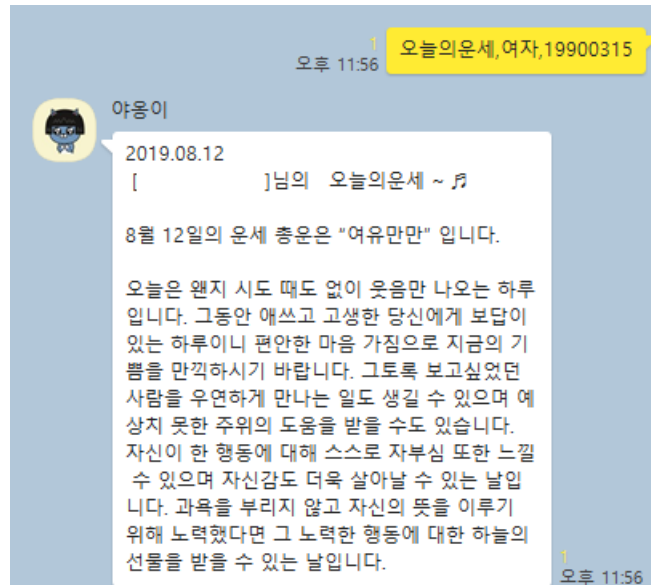 오늘의운세,여자,19900315
1
오후 11:56
야옹이
2019.08.12
[ ]님의 오늘의운세 ~ ♬
8월 12일의 운세 총운은 "여유만만" 입니다.
오늘은 왠지 시도 때도 없이 웃음만 나오는 하루
입니다. 그동안 애쓰고 고생한 당신에게 보답이
있는 하루이니 편안한 마음 가짐으로 지금의 기
쁨을 만끽하시기 바랍니다. 그토록 보고싶었던
사람을 우연하게 만나는 일도 생길 수 있으며 예
상치 못한 주위의 도움을 받을 수도 있습니다.
자신이 한 행동에 대해 스스로 자부심 또한 느낄
수 있으며 자신감도 더욱 살아날 수 있는 날입
니다. 과욕을 부리지 않고 자신의 뜻을 이루기
위해 노력했다면 그 노력한 행동에 대한 하늘의
선물을 받을 수 있는 날입니다.
1
오후 11:56